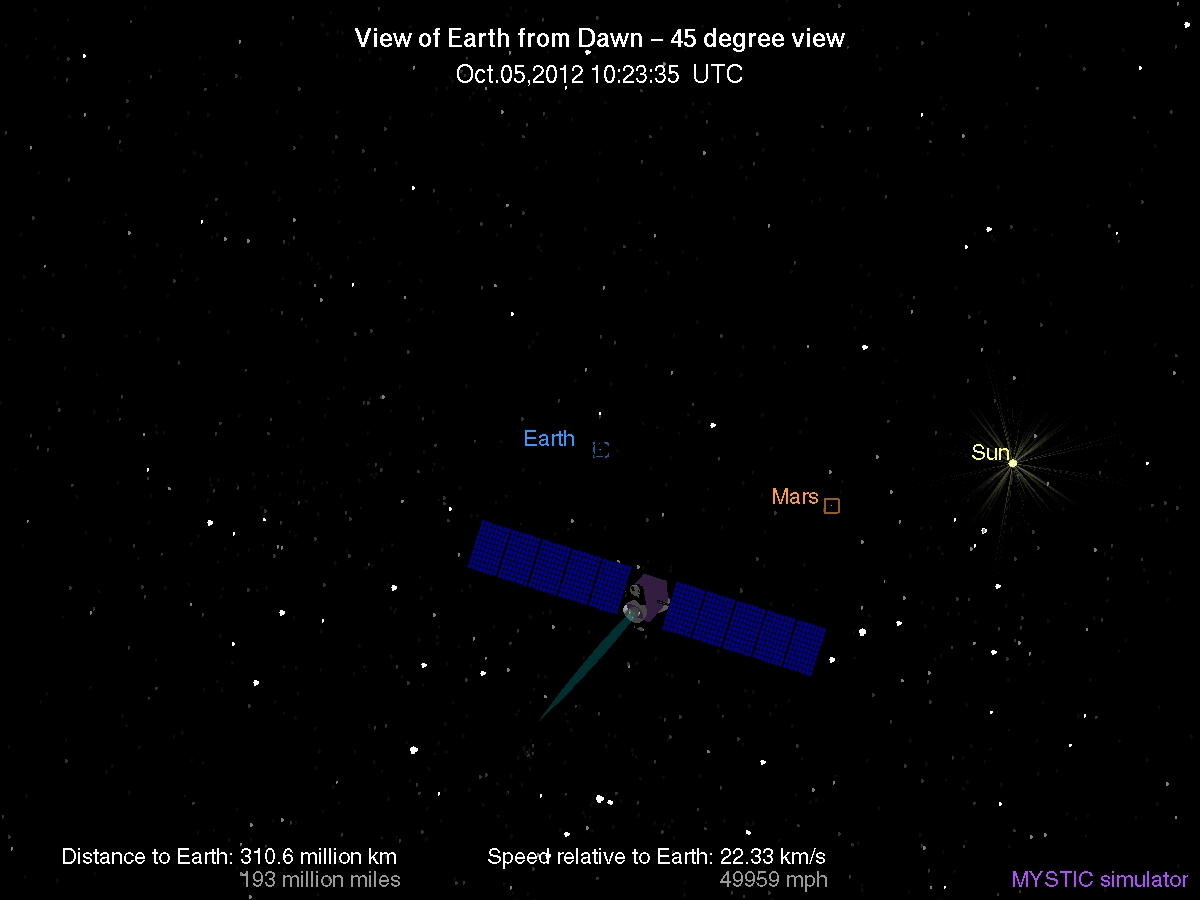 View of Earth from Dawn – 45 degree view
Oct.05,2012 10:23:35 UTC
Earth
Sun
Mars
Distance to Earth: 310.6 million km
193 million miles
Speed relative to Earth: 22.33 km/s
49959 mph
MYSTIC simulator